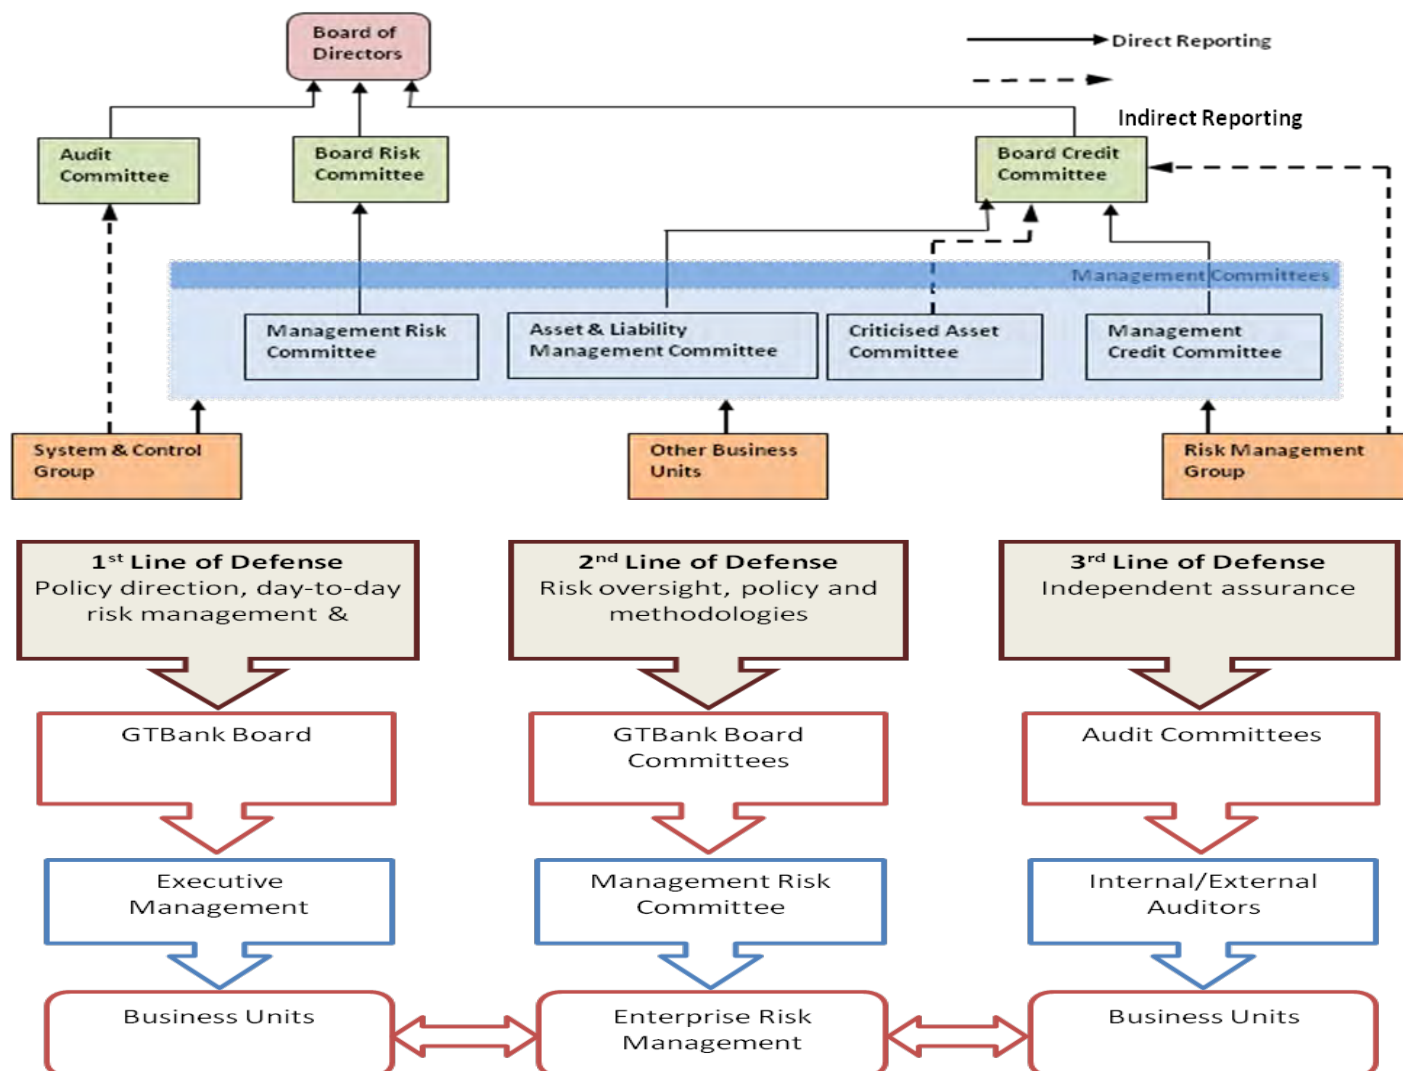 Board of
Directors
Direct Reporting
Indirect Reporting
Audit
Committee
Board Risk
Committee
Board Credit
Committee
Management Committees
Management Risk
Committee
Asset & Liability
Management Committee
Criticised Asset
Committee
Management
Credit Committee
System & Control
Group
Other Business
Units
Risk Management
Group
1st Line of Defense
Policy direction, day-to-day
risk management &
2nd Line of Defense
Risk oversight, policy and
methodologies
3rd Line of Defense
Independent assurance
GTBank Board
GTBank Board
Committees
Audit Committees
Executive
Management
Management Risk
Committee
Internal/External
Auditors
Business Units
Enterprise Risk
Management
Business Units